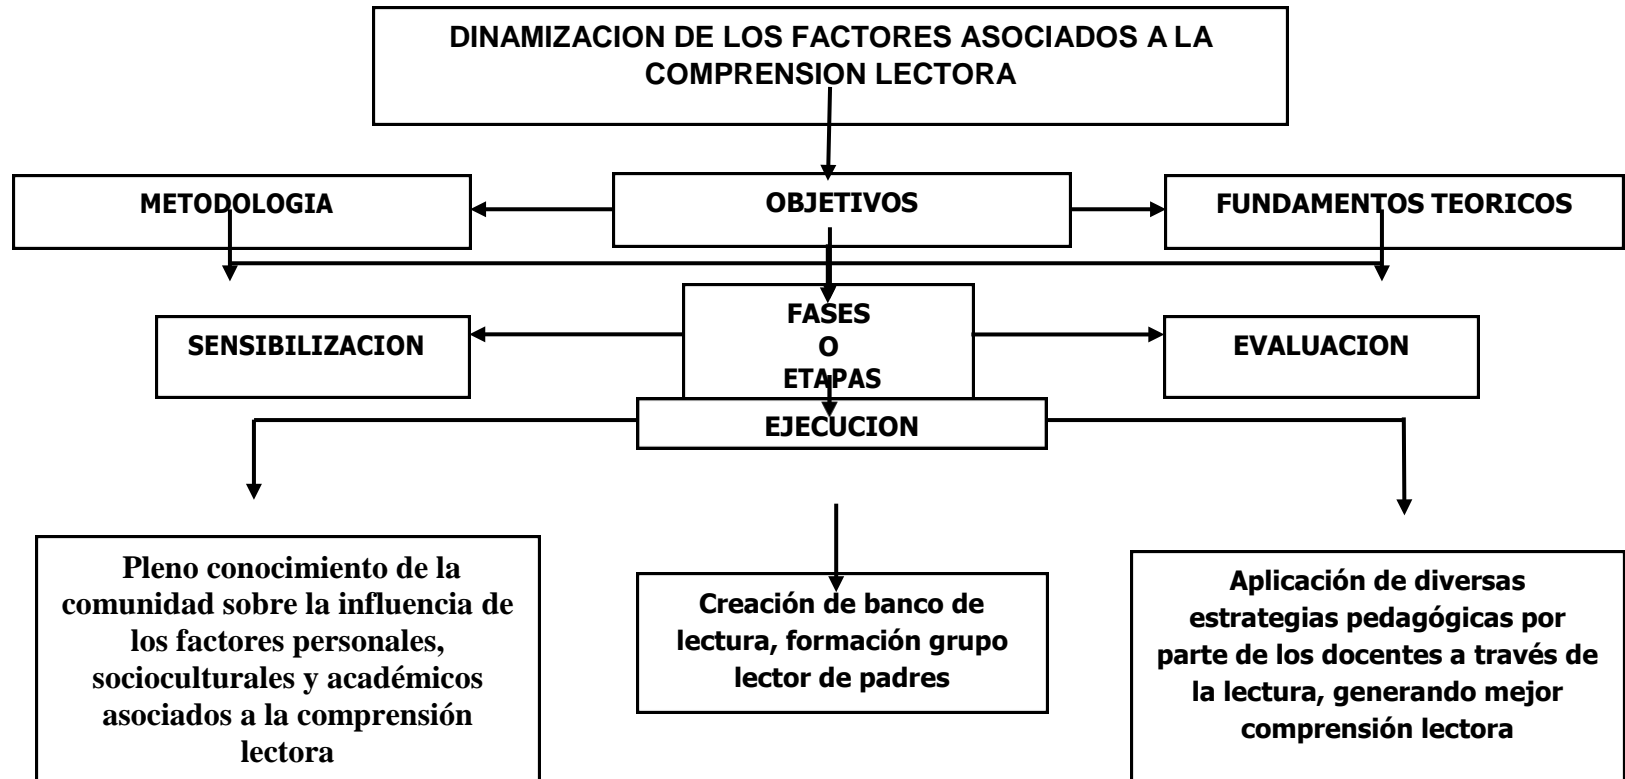 DINAMIZACION DE LOS FACTORES ASOCIADOS A LA
COMPRENSION LECTORA
METODOLOGIA
OBJETIVOS
FUNDAMENTOS TEORICOS
SENSIBILIZACION
FASES
O
ETAPAS
EVALUACION
EJECUCION
Pleno conocimiento de la
comunidad sobre la influencia de
los factores personales,
socioculturales y académicos
asociados a la comprensión
lectora
Creación de banco de
lectura, formación grupo
lector de padres
Aplicación de diversas
estrategias pedagógicas por
parte de los docentes a través de
la lectura, generando mejor
comprensión lectora